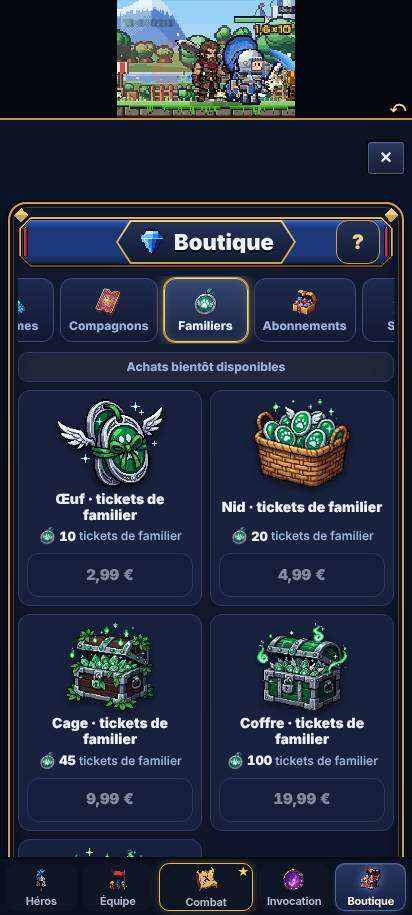 16×10
×
Boutique
?
Compagnons
Familiers
Abonnements
Achats bientôt disponibles
Œuf · tickets de
familier
10 tickets de familier
2,99 €
Nid · tickets de familier
20 tickets de familier
4,99 €
Cage · tickets de
familier
45 tickets de familier
9,99 €
Coffre · tickets de
familier
100 tickets de familier
19,99 €
Héros
Équipe
Combat
Invocation
Boutique